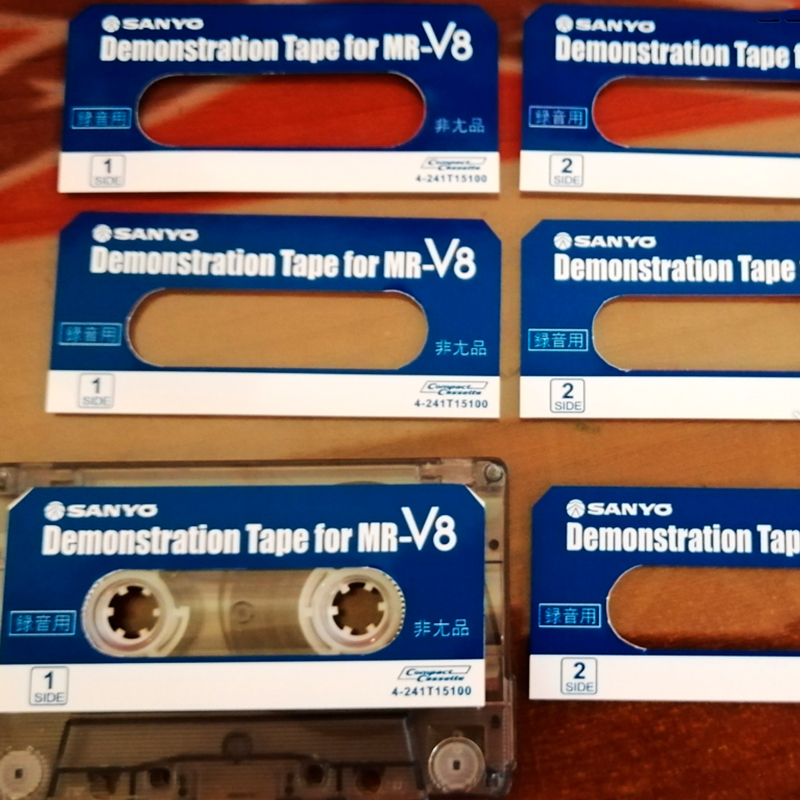 SANYO
Demonstration Tape for MR-V8
録音用
非尢品
1
SIDE
Compact
Cassette
4-241T15100
SANYO
Demonstration Tape f
録音用
2
SIDE
SANYO
Demonstration Tape for MR-V8
録音用
非尢品
1
SIDE
Compact
Cassette
4-241T15100
SANYO
Demonstration Tape
録音用
2
SIDE
SANYO
Demonstration Tape for MR-V8
録音用
非尢品
1
SIDE
Compact
Cassette
4-241T15100
SANYO
Demonstration Tap
録音用
2
SIDE